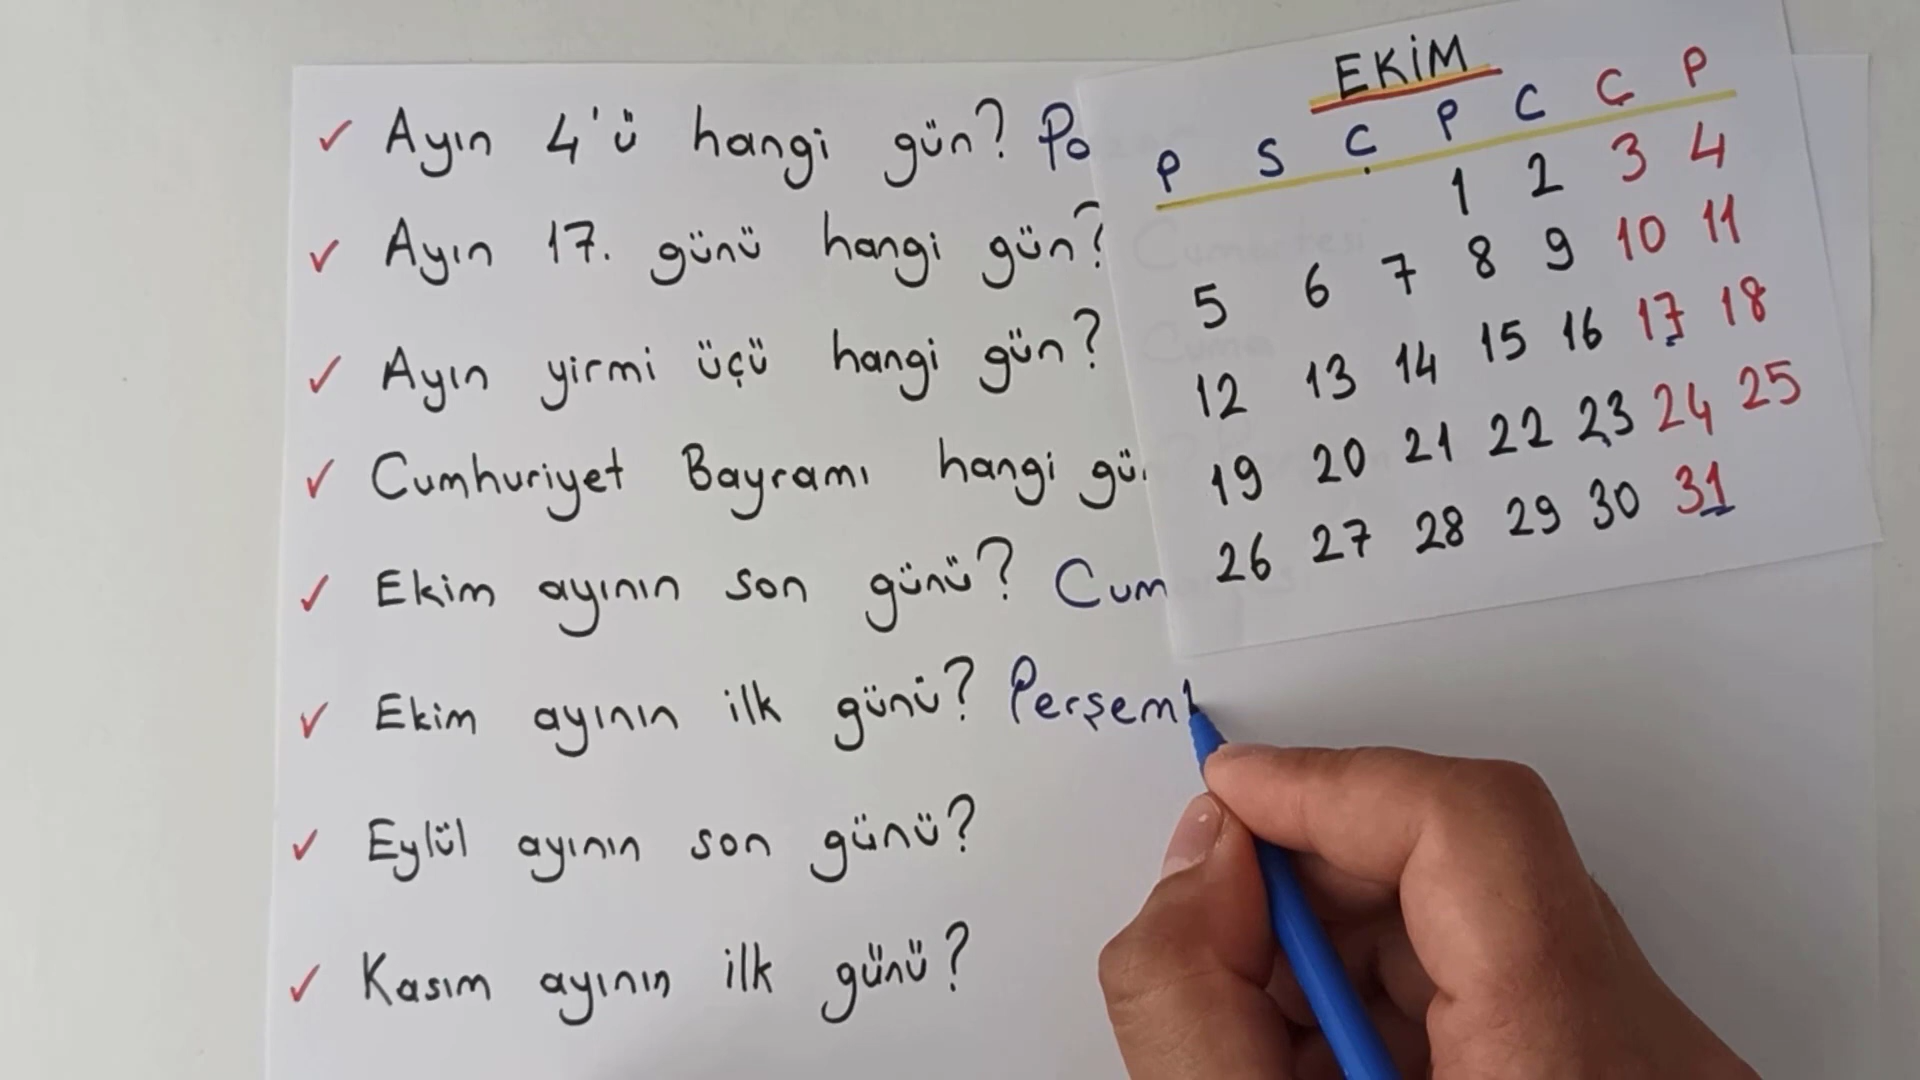 ✓ Ayın 4'ü hangi gün?
✓ Ayın 17. günü hangi gün? Cumartesi
✓ Ayın yirmi üçü hangi gün? Cuma
✓ Cumhuriyet Bayramı hangi
✓ Ekim ayının son günü? Cum
✓ Ekim ayının ilk günü? Perşem
✓ Eylül ayının son günü?
✓ Kasım ayının ilk günü?
EKİM
P S Ç P C C P
1 2 3 4
5 6 7 8 9 10 11
12 13 14 15 16 17 18
19 20 21 22 23 24 25
26 27 28 29 30 31